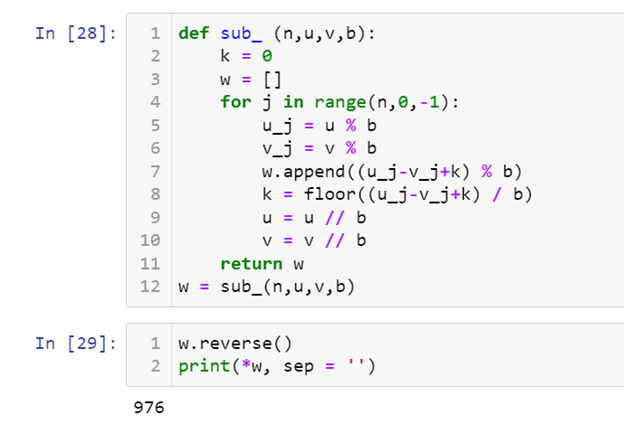 In [28]:
1 def sub_ (n,u,v,b):
2     k = 0
3     w = []
4     for j in range(n,0,-1):
5         u_j = u % b
6         v_j = v % b
7         w.append((u_j-v_j+k) % b)
8         k = floor((u_j-v_j+k) / b)
9         u = u // b
10         v = v // b
11     return w
12 w = sub_(n,u,v,b)
In [29]:
1 w.reverse()
2 print(*w, sep = '')
976